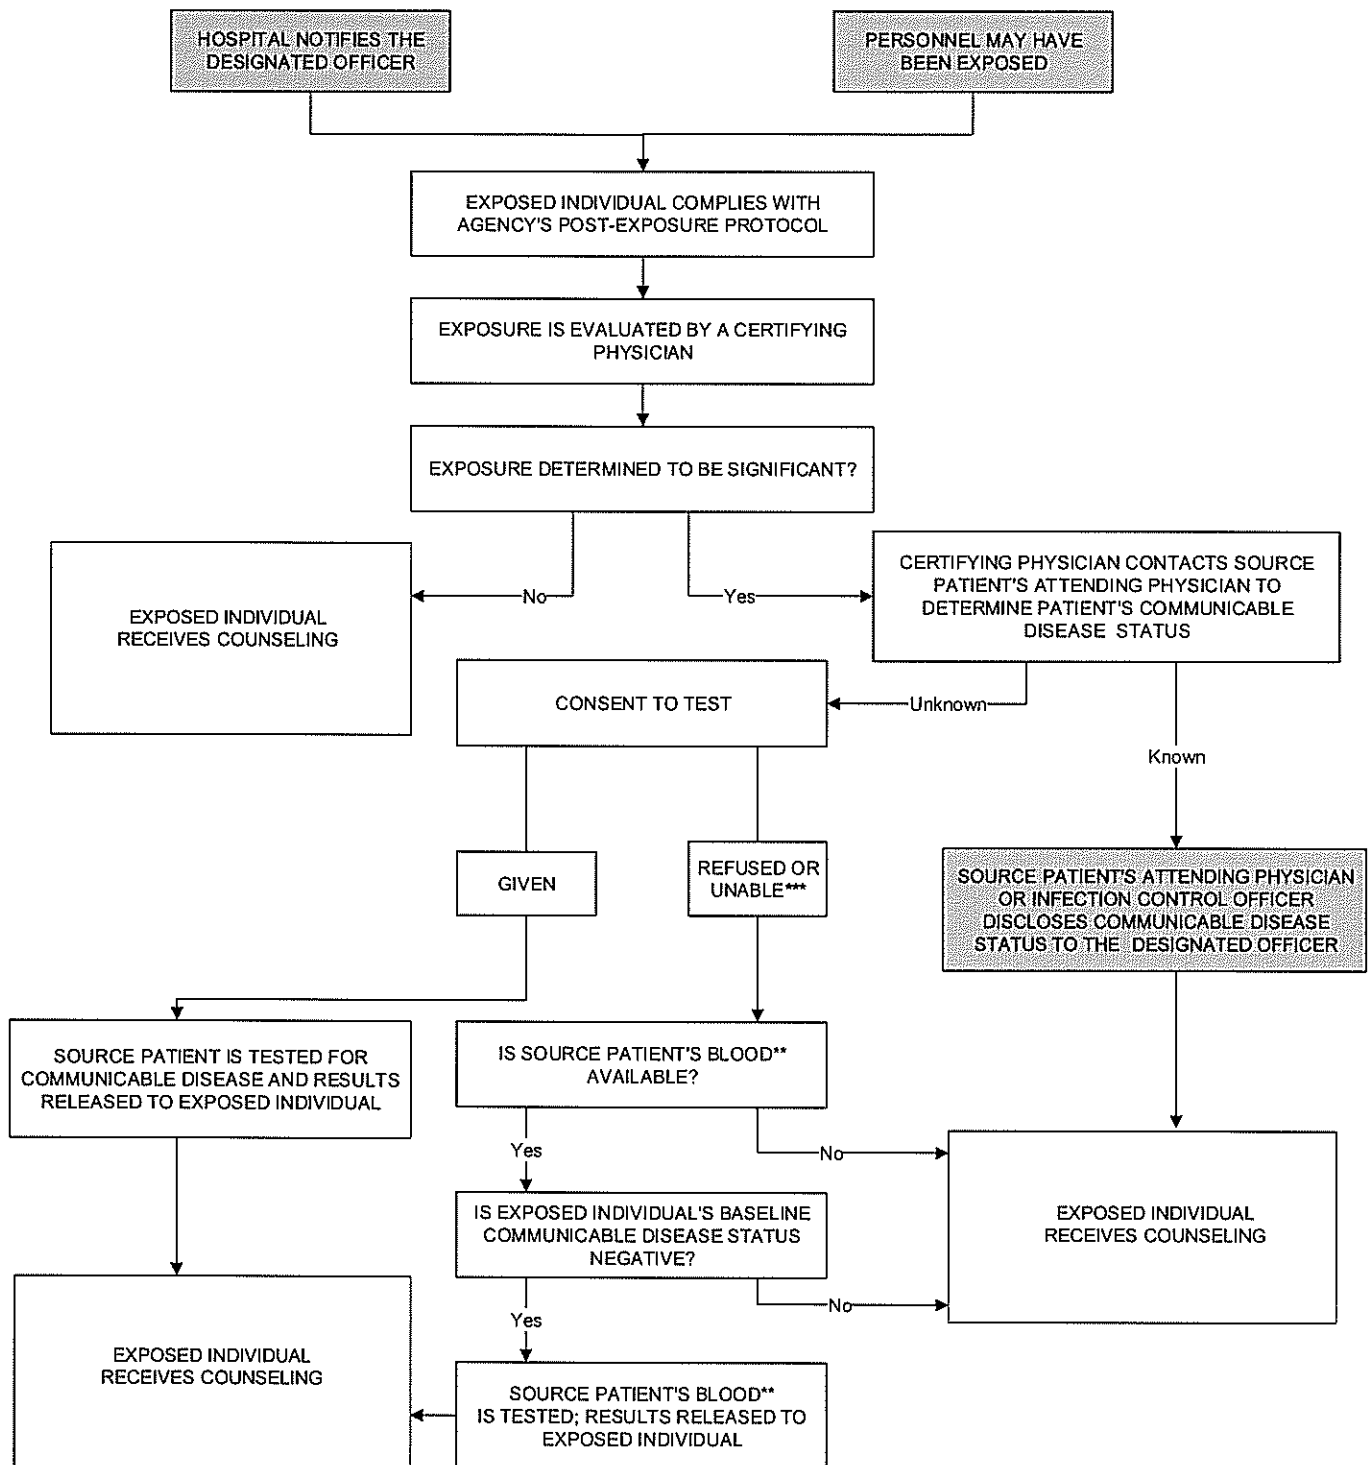 HOSPITAL NOTIFIES THE
DESIGNATED OFFICER
PERSONNEL MAY HAVE
BEEN EXPOSED
EXPOSED INDIVIDUAL COMPLIES WITH
AGENCY'S POST-EXPOSURE PROTOCOL
EXPOSURE IS EVALUATED BY A CERTIFYING
PHYSICIAN
EXPOSURE DETERMINED TO BE SIGNIFICANT?
No
Yes
EXPOSED INDIVIDUAL
RECEIVES COUNSELING
CERTIFYING PHYSICIAN CONTACTS SOURCE
PATIENT'S ATTENDING PHYSICIAN TO
DETERMINE PATIENT'S COMMUNICABLE
DISEASE STATUS
CONSENT TO TEST
Unknown
Known
GIVEN
REFUSED OR
UNABLE***
SOURCE PATIENT'S ATTENDING PHYSICIAN
OR INFECTION CONTROL OFFICER
DISCLOSES COMMUNICABLE DISEASE
STATUS TO THE DESIGNATED OFFICER
SOURCE PATIENT IS TESTED FOR
COMMUNICABLE DISEASE AND RESULTS
RELEASED TO EXPOSED INDIVIDUAL
IS SOURCE PATIENT'S BLOOD**
AVAILABLE?
Yes
No
IS EXPOSED INDIVIDUAL'S BASELINE
COMMUNICABLE DISEASE STATUS
NEGATIVE?
EXPOSED INDIVIDUAL
RECEIVES COUNSELING
Yes
No
EXPOSED INDIVIDUAL
RECEIVES COUNSELING
SOURCE PATIENT'S BLOOD**
IS TESTED; RESULTS RELEASED TO
EXPOSED INDIVIDUAL